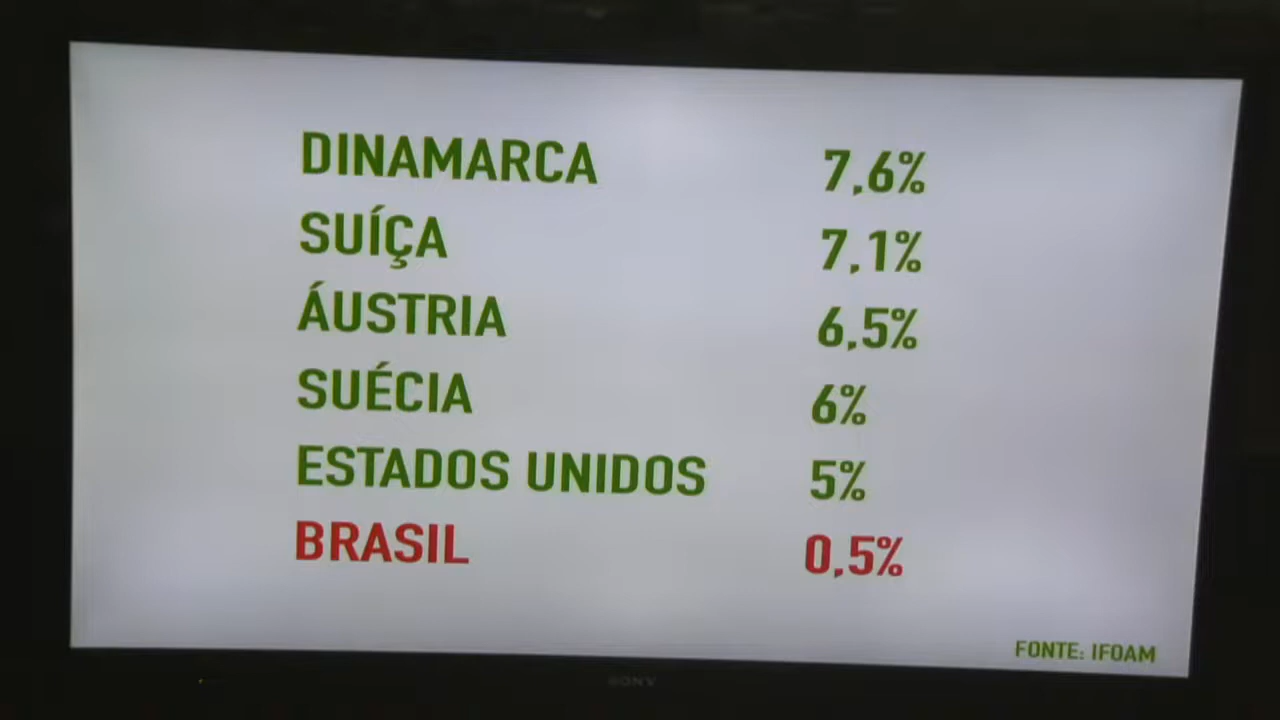 DINAMARCA 7,6%
SUÍÇA 7,1%
ÁUSTRIA 6,5%
SUÉCIA 6%
ESTADOS UNIDOS 5%
BRASIL 0,5%
FONTE: IFOAM
SONY